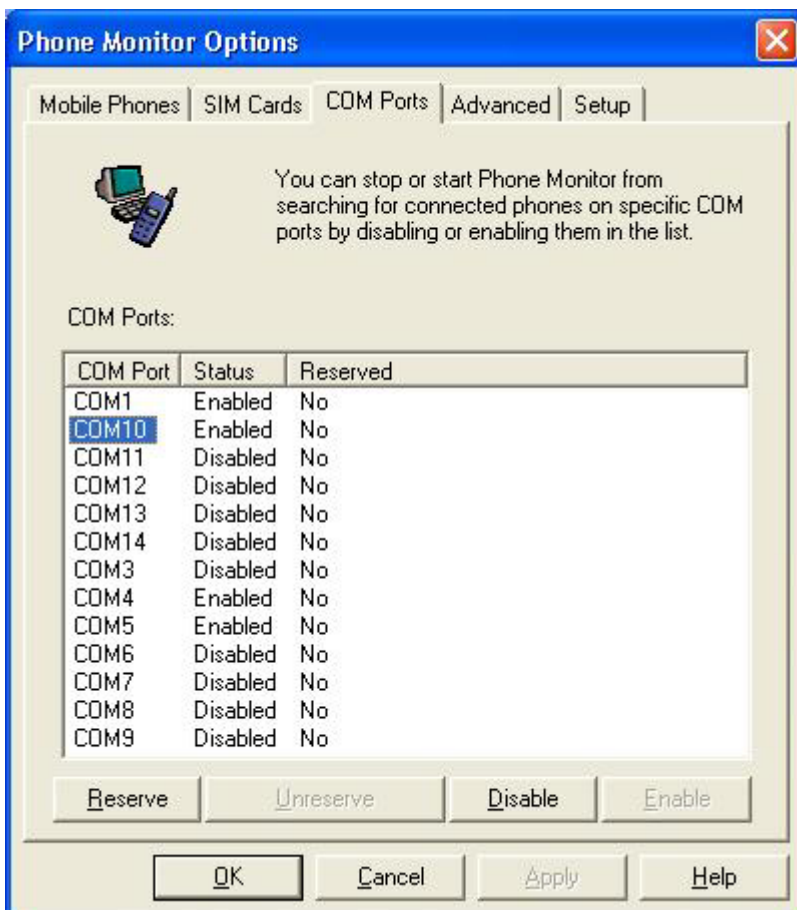 Phone Monitor Options
Mobile Phones SIM Cards COM Ports Advanced Setup
You can stop or start Phone Monitor from
searching for connected phones on specific COM
ports by disabling or enabling them in the list.
COM Ports:
COM Port Status Reserved
COM1 Enabled No
COM10 Enabled No
COM11 Disabled No
COM12 Disabled No
COM13 Disabled No
COM14 Disabled No
COM3 Disabled No
COM4 Enabled No
COM5 Enabled No
COM6 Disabled No
COM7 Disabled No
COM8 Disabled No
COM9 Disabled No
Reserve Unreserve Disable Enable
OK Cancel Apply Help